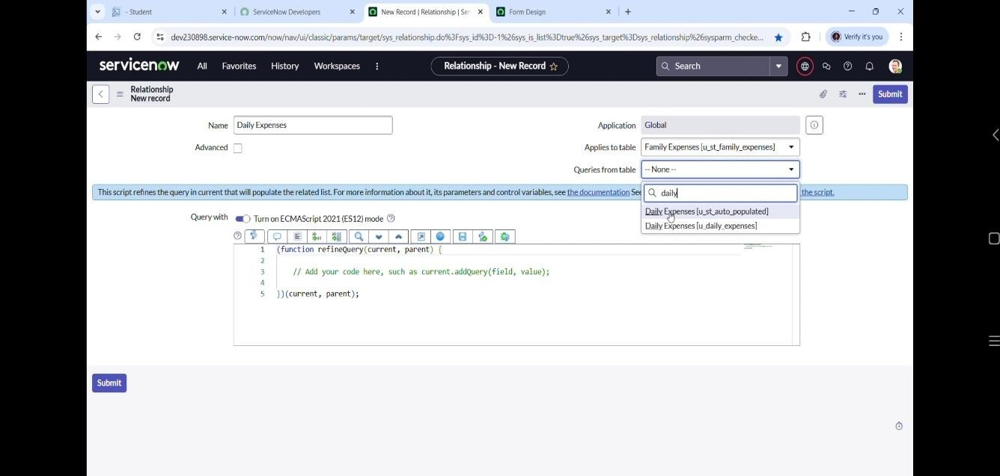 - Student
ServiceNow Developers
New Record | Relationship | Ser
Form Design
dev230898.service-now.com/now/nav/ui/classic/params/target/sys_relationship.do%3Fsys_id%3D-1%26sys_is_list%3Dtrue%26sys_target%3Dsys_relationship%26sysparm_checke...
Verify it's you
servicenow
All
Favorites
History
Workspaces
Relationship - New Record
Search
Relationship
New record
Submit
Name
Daily Expenses
Application
Global
Advanced
Applies to table
Family Expenses [u_st_family_expenses]
Queries from table
-- None --
This script refines the query in current that will populate the related list. For more information about it, its parameters and control variables, see the documentation See
the script.
daily
Daily Expenses [u_st_auto_populated]
Daily Expenses [u_daily_expenses]
Query with
Turn on ECMAScript 2021 (ES12) mode
1 (function refineQuery(current, parent) {
2
3 // Add your code here, such as current.addQuery(field, value);
4
5 })(current, parent);
Submit